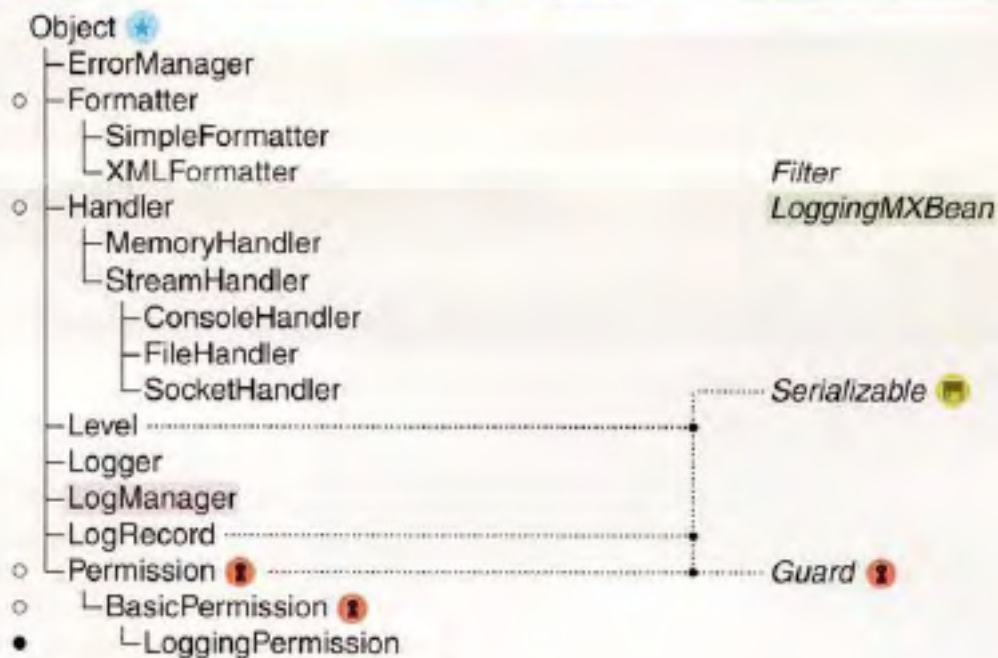 Object
ErrorManager
Formatter
SimpleFormatter
XMLFormatter
Filter
Handler
LoggingMXBean
MemoryHandler
StreamHandler
ConsoleHandler
FileHandler
SocketHandler
Serializable
Level
Logger
LogManager
LogRecord
Permission
Guard
BasicPermission
LoggingPermission